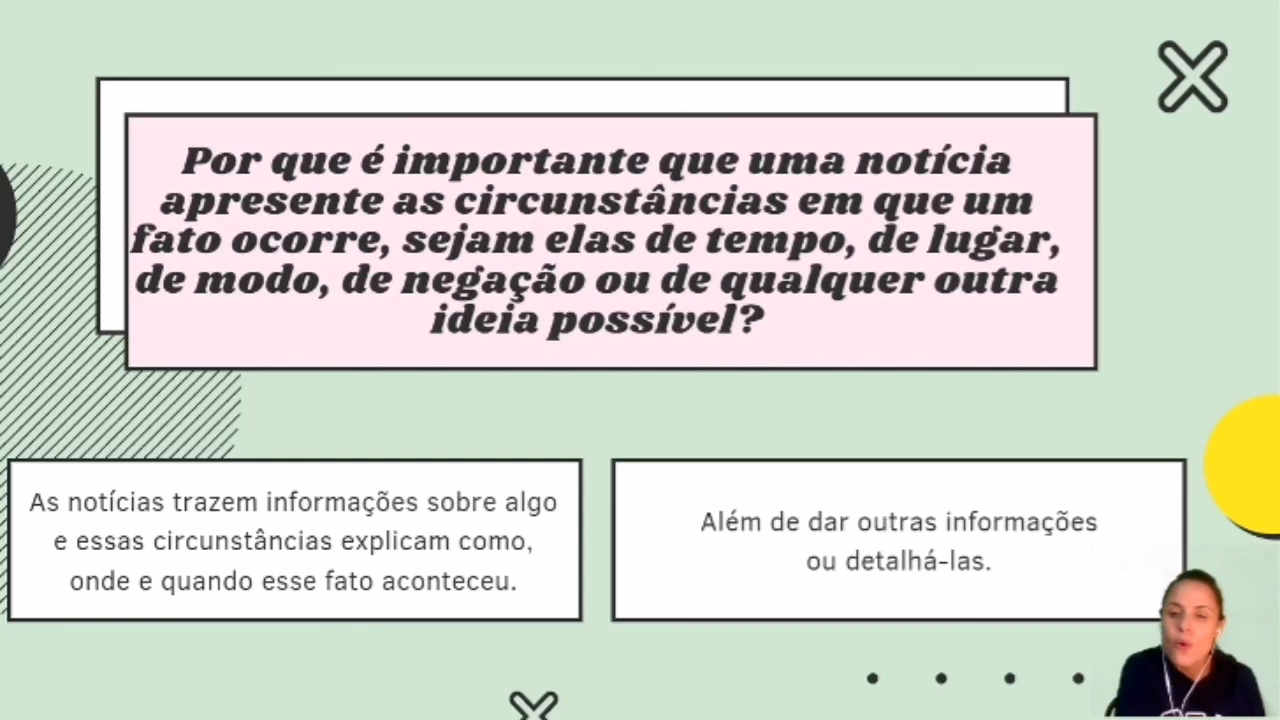 Por que é importante que uma notícia
apresente as circunstâncias em que um
fato ocorre, sejam elas de tempo, de lugar,
de modo, de negação ou de qualquer outra
ideia possível?
As notícias trazem informações sobre algo
e essas circunstâncias explicam como,
onde e quando esse fato aconteceu.
Além de dar outras informações
ou detalhá-las.